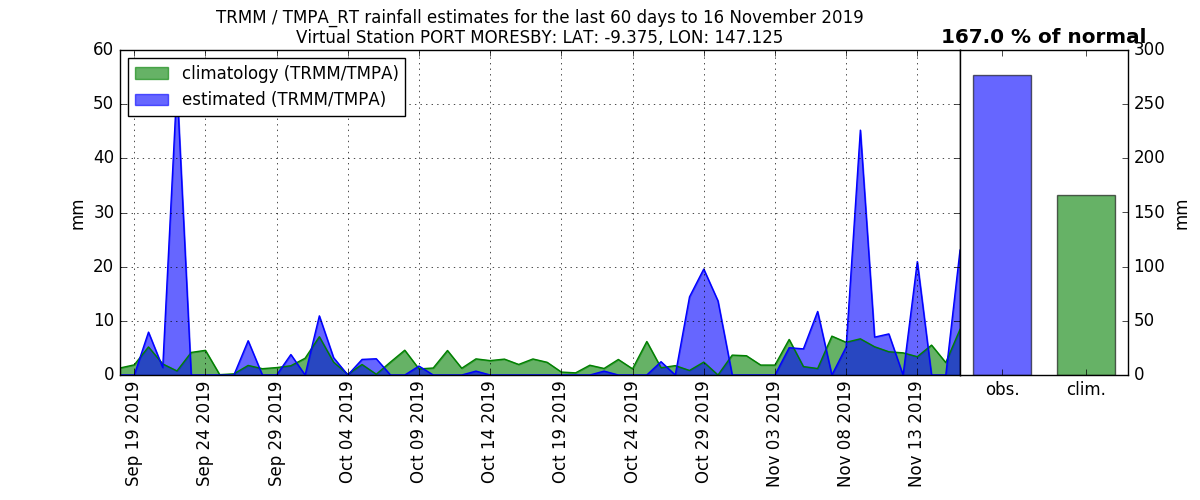 TRMM / TMPA_RT rainfall estimates for the last 60 days to 16 November 2019
Virtual Station PORT MORESBY: LAT: -9.375, LON: 147.125
167.0 % of normal
climatology (TRMM/TMPA)
estimated (TRMM/TMPA)
60
50
40
30
20
10
0
mm
300
250
200
150
100
50
0
mm
Sep 19 2019
Sep 24 2019
Sep 29 2019
Oct 04 2019
Oct 09 2019
Oct 14 2019
Oct 19 2019
Oct 24 2019
Oct 29 2019
Nov 03 2019
Nov 08 2019
Nov 13 2019
obs.
clim.